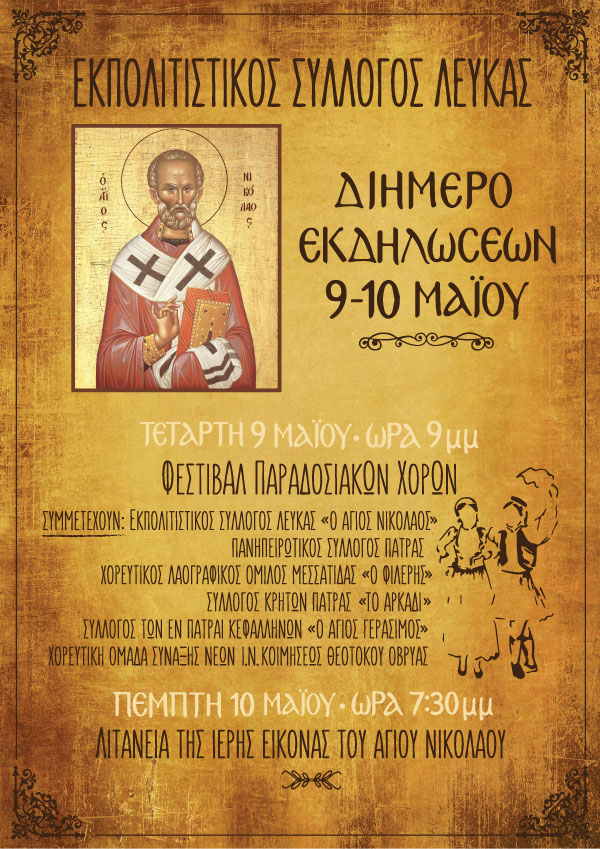 ΕΚΠΟΛΙΤΙΣΤΙΚΟΣ ΣΥΛΛΟΓΟΣ ΛΕΥΚΑΣ
Ο ΑΓΙΟΣ
ΝΙΚΟΛΑΟΣ
ΔΙΗΜΕΡΟ
ΕΚΔΗΛΩСΕΩΝ
9-10 ΜΑΪΟΥ
ΤΕΤΑΡΤΗ 9 ΜΑΪΟΥ · ΩΡΑ 9μμ
ΦΕΣΤΙΒΑΛ ΠΑΡΑΔΟΣΙΑΚΩΝ ΧΟΡΩΝ
ΣΥΜΜΕΤΕΧΟΥΝ: ΕΚΠΟΛΙΤΙΣΤΙΚΟΣ ΣΥΛΛΟΓΟΣ ΛΕΥΚΑΣ «Ο ΑΓΙΟΣ ΝΙΚΟΛΑΟΣ»
ΠΑΝΗΠΕΙΡΩΤΙΚΟΣ ΣΥΛΛΟΓΟΣ ΠΑΤΡΑΣ
ΧΟΡΕΥΤΙΚΟΣ ΛΑΟΓΡΑΦΙΚΟΣ ΟΜΙΛΟΣ ΜΕΣΣΑΤΙΔΑΣ «Ο ΦΙΛΕΡΗΣ»
ΣΥΛΛΟΓΟΣ ΚΡΗΤΩΝ ΠΑΤΡΑΣ «ΤΟ ΑΡΚΑΔΙ»
ΣΥΛΛΟΓΟΣ ΤΩΝ ΕΝ ΠΑΤΡΑΙ ΚΕΦΑΛΛΗΝΩΝ «Ο ΑΓΙΟΣ ΓΕΡΑΣΙΜΟΣ»
ΧΟΡΕΥΤΙΚΗ ΟΜΑΔΑ ΣΥΝΑΞΗΣ ΝΕΩΝ Ι.Ν.ΚΟΙΜΗΣΕΩΣ ΘΕΟΤΟΚΟΥ ΟΒΡΥΑΣ
ΠΕΜΠΤΗ 10 ΜΑΪΟΥ · ΩΡΑ 7:30μμ
ΛΙΤΑΝΕΙΑ ΤΗΣ ΙΕΡΗΣ ΕΙΚΟΝΑΣ ΤΟΥ ΑΓΙΟΥ ΝΙΚΟΛΑΟΥ